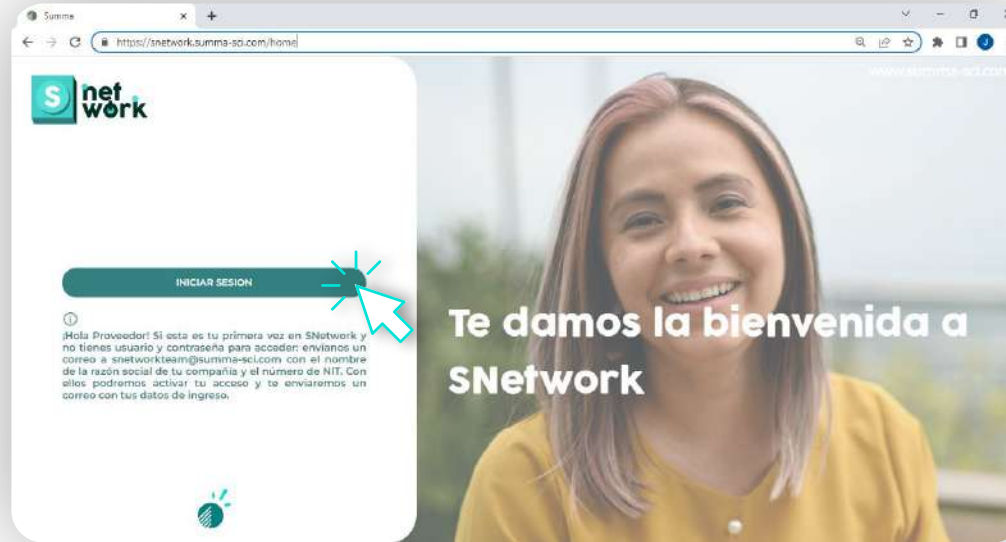 Summa
https://snetwork.summa-sci.com/home
J
www.summa-sci.com
S net
work
INICIAR SESION
¡Hola Proveedor! Si esta es tu primera vez en SNetwork y
no tienes usuario y contraseña para acceder: envíanos un
correo a snetworkteam@summa-sci.com con el nombre
de la razón social de tu compañía y el número de NIT. Con
ellos podremos activar tu acceso y te enviaremos un
correo con tus datos de ingreso.
Te damos la bienvenida a
SNetwork